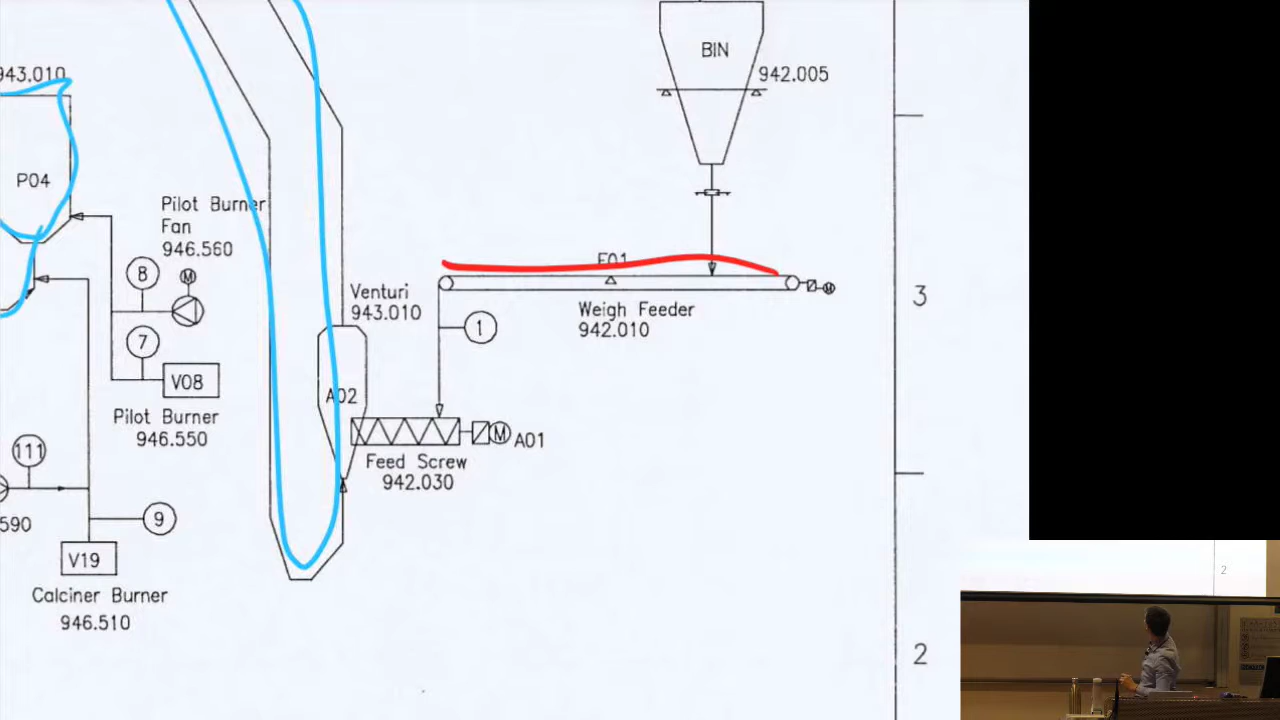 BIN
942.005
943.010
P04
Pilot Burner
Fan
946.560
M
8
7
V08
Pilot Burner
946.550
Venturi
943.010
A02
F01
Weigh Feeder
942.010
M
3
1
M
A01
Feed Screw
942.030
111
590
9
V19
Calciner Burner
946.510
2
2